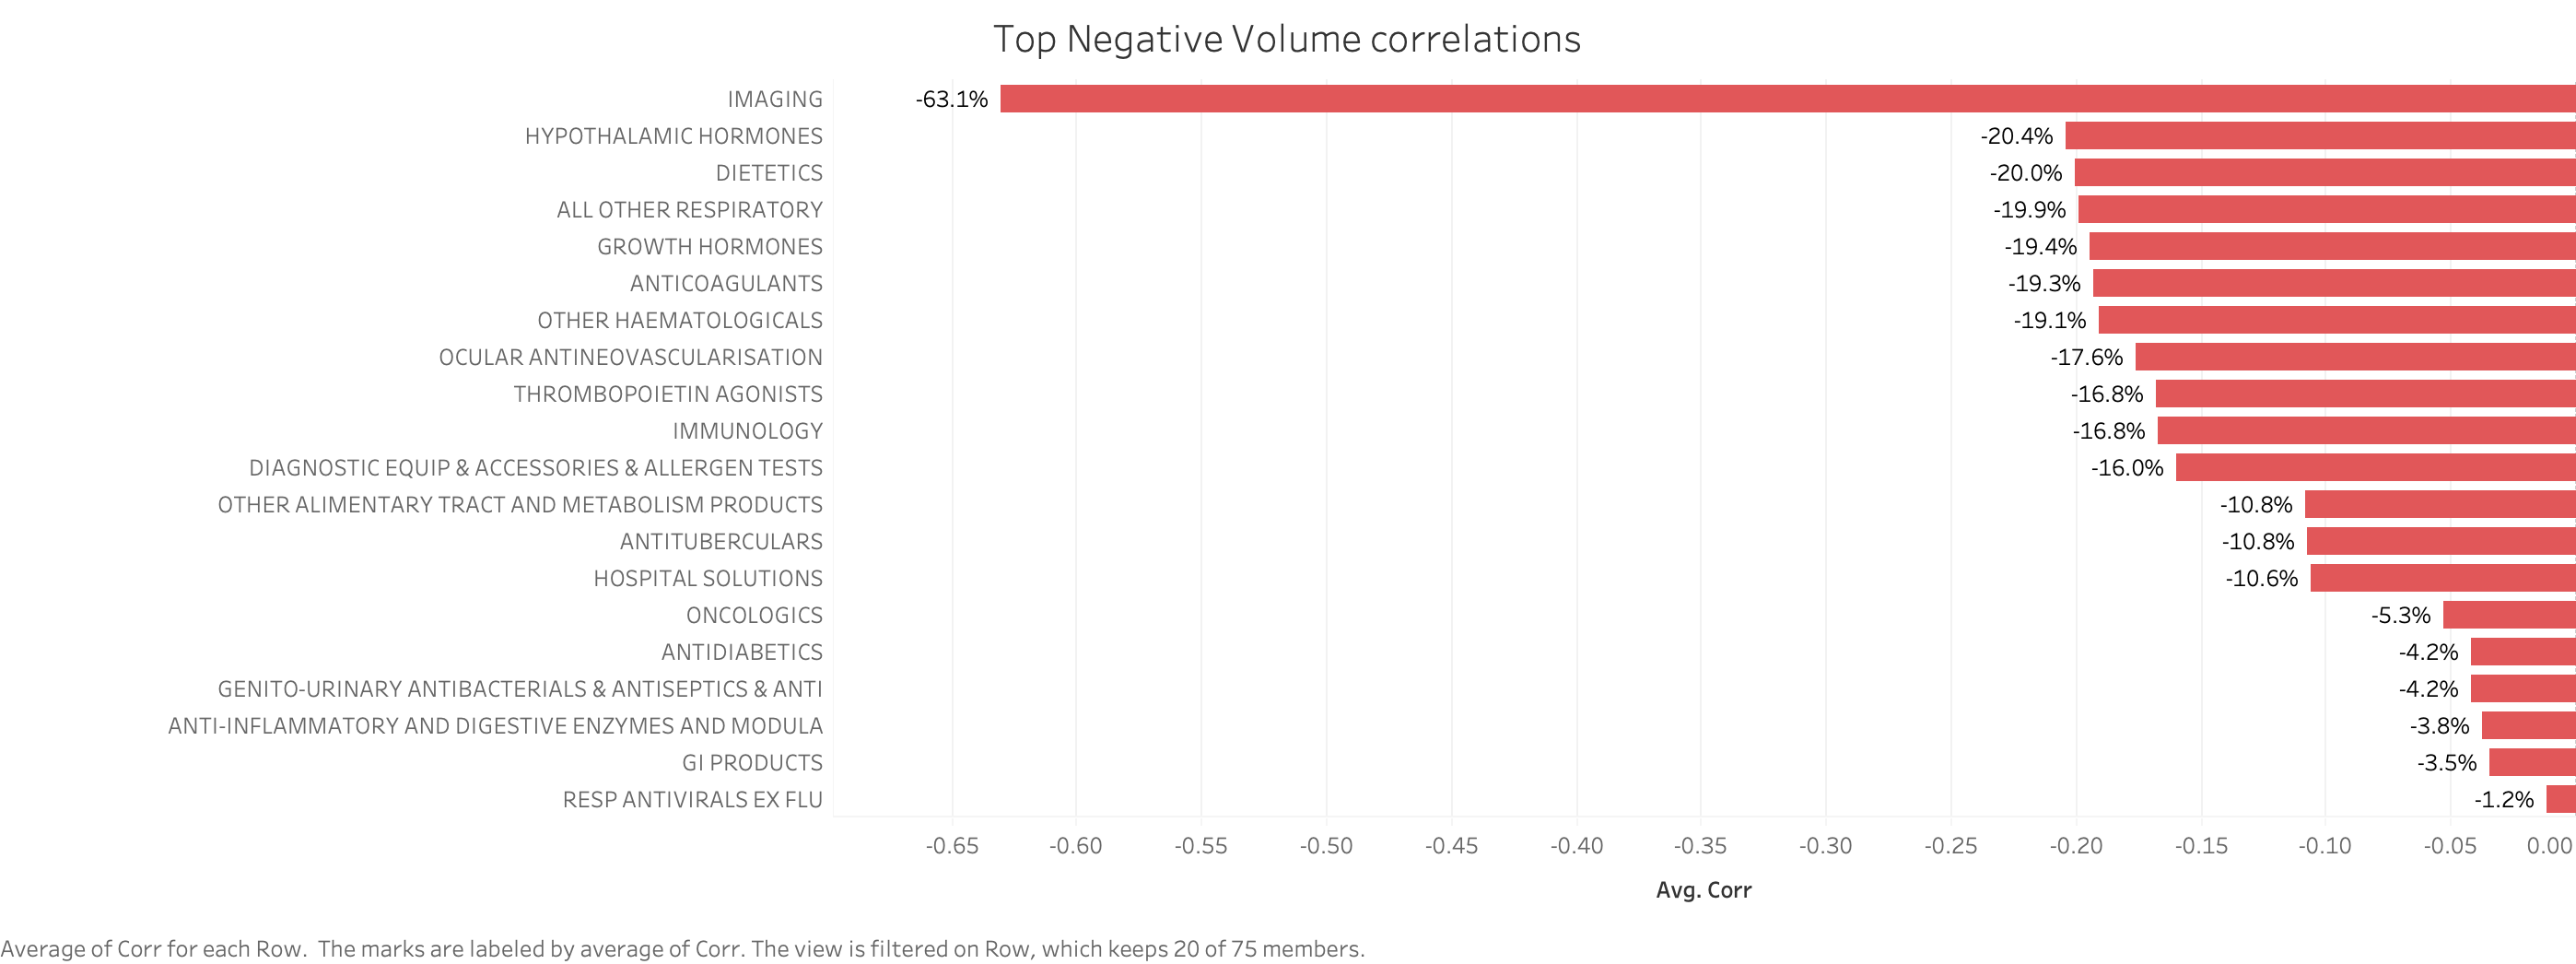 Top Negative Volume correlations
IMAGING -63.1%
HYPOTHALAMIC HORMONES -20.4%
DIETETICS -20.0%
ALL OTHER RESPIRATORY -19.9%
GROWTH HORMONES -19.4%
ANTICOAGULANTS -19.3%
OTHER HAEMATOLOGICALS -19.1%
OCULAR ANTINEOVASCULARISATION -17.6%
THROMBOPOIETIN AGONISTS -16.8%
IMMUNOLOGY -16.8%
DIAGNOSTIC EQUIP & ACCESSORIES & ALLERGEN TESTS -16.0%
OTHER ALIMENTARY TRACT AND METABOLISM PRODUCTS -10.8%
ANTITUBERCULARS -10.8%
HOSPITAL SOLUTIONS -10.6%
ONCOLOGICS -5.3%
ANTIDIABETICS -4.2%
GENITO-URINARY ANTIBACTERIALS & ANTISEPTICS & ANTI -4.2%
ANTI-INFLAMMATORY AND DIGESTIVE ENZYMES AND MODULA -3.8%
GI PRODUCTS -3.5%
RESP ANTIVIRALS EX FLU -1.2%
-0.65 -0.60 -0.55 -0.50 -0.45 -0.40 -0.35 -0.30 -0.25 -0.20 -0.15 -0.10 -0.05 0.00
Avg. Corr
Average of Corr for each Row. The marks are labeled by average of Corr. The view is filtered on Row, which keeps 20 of 75 members.